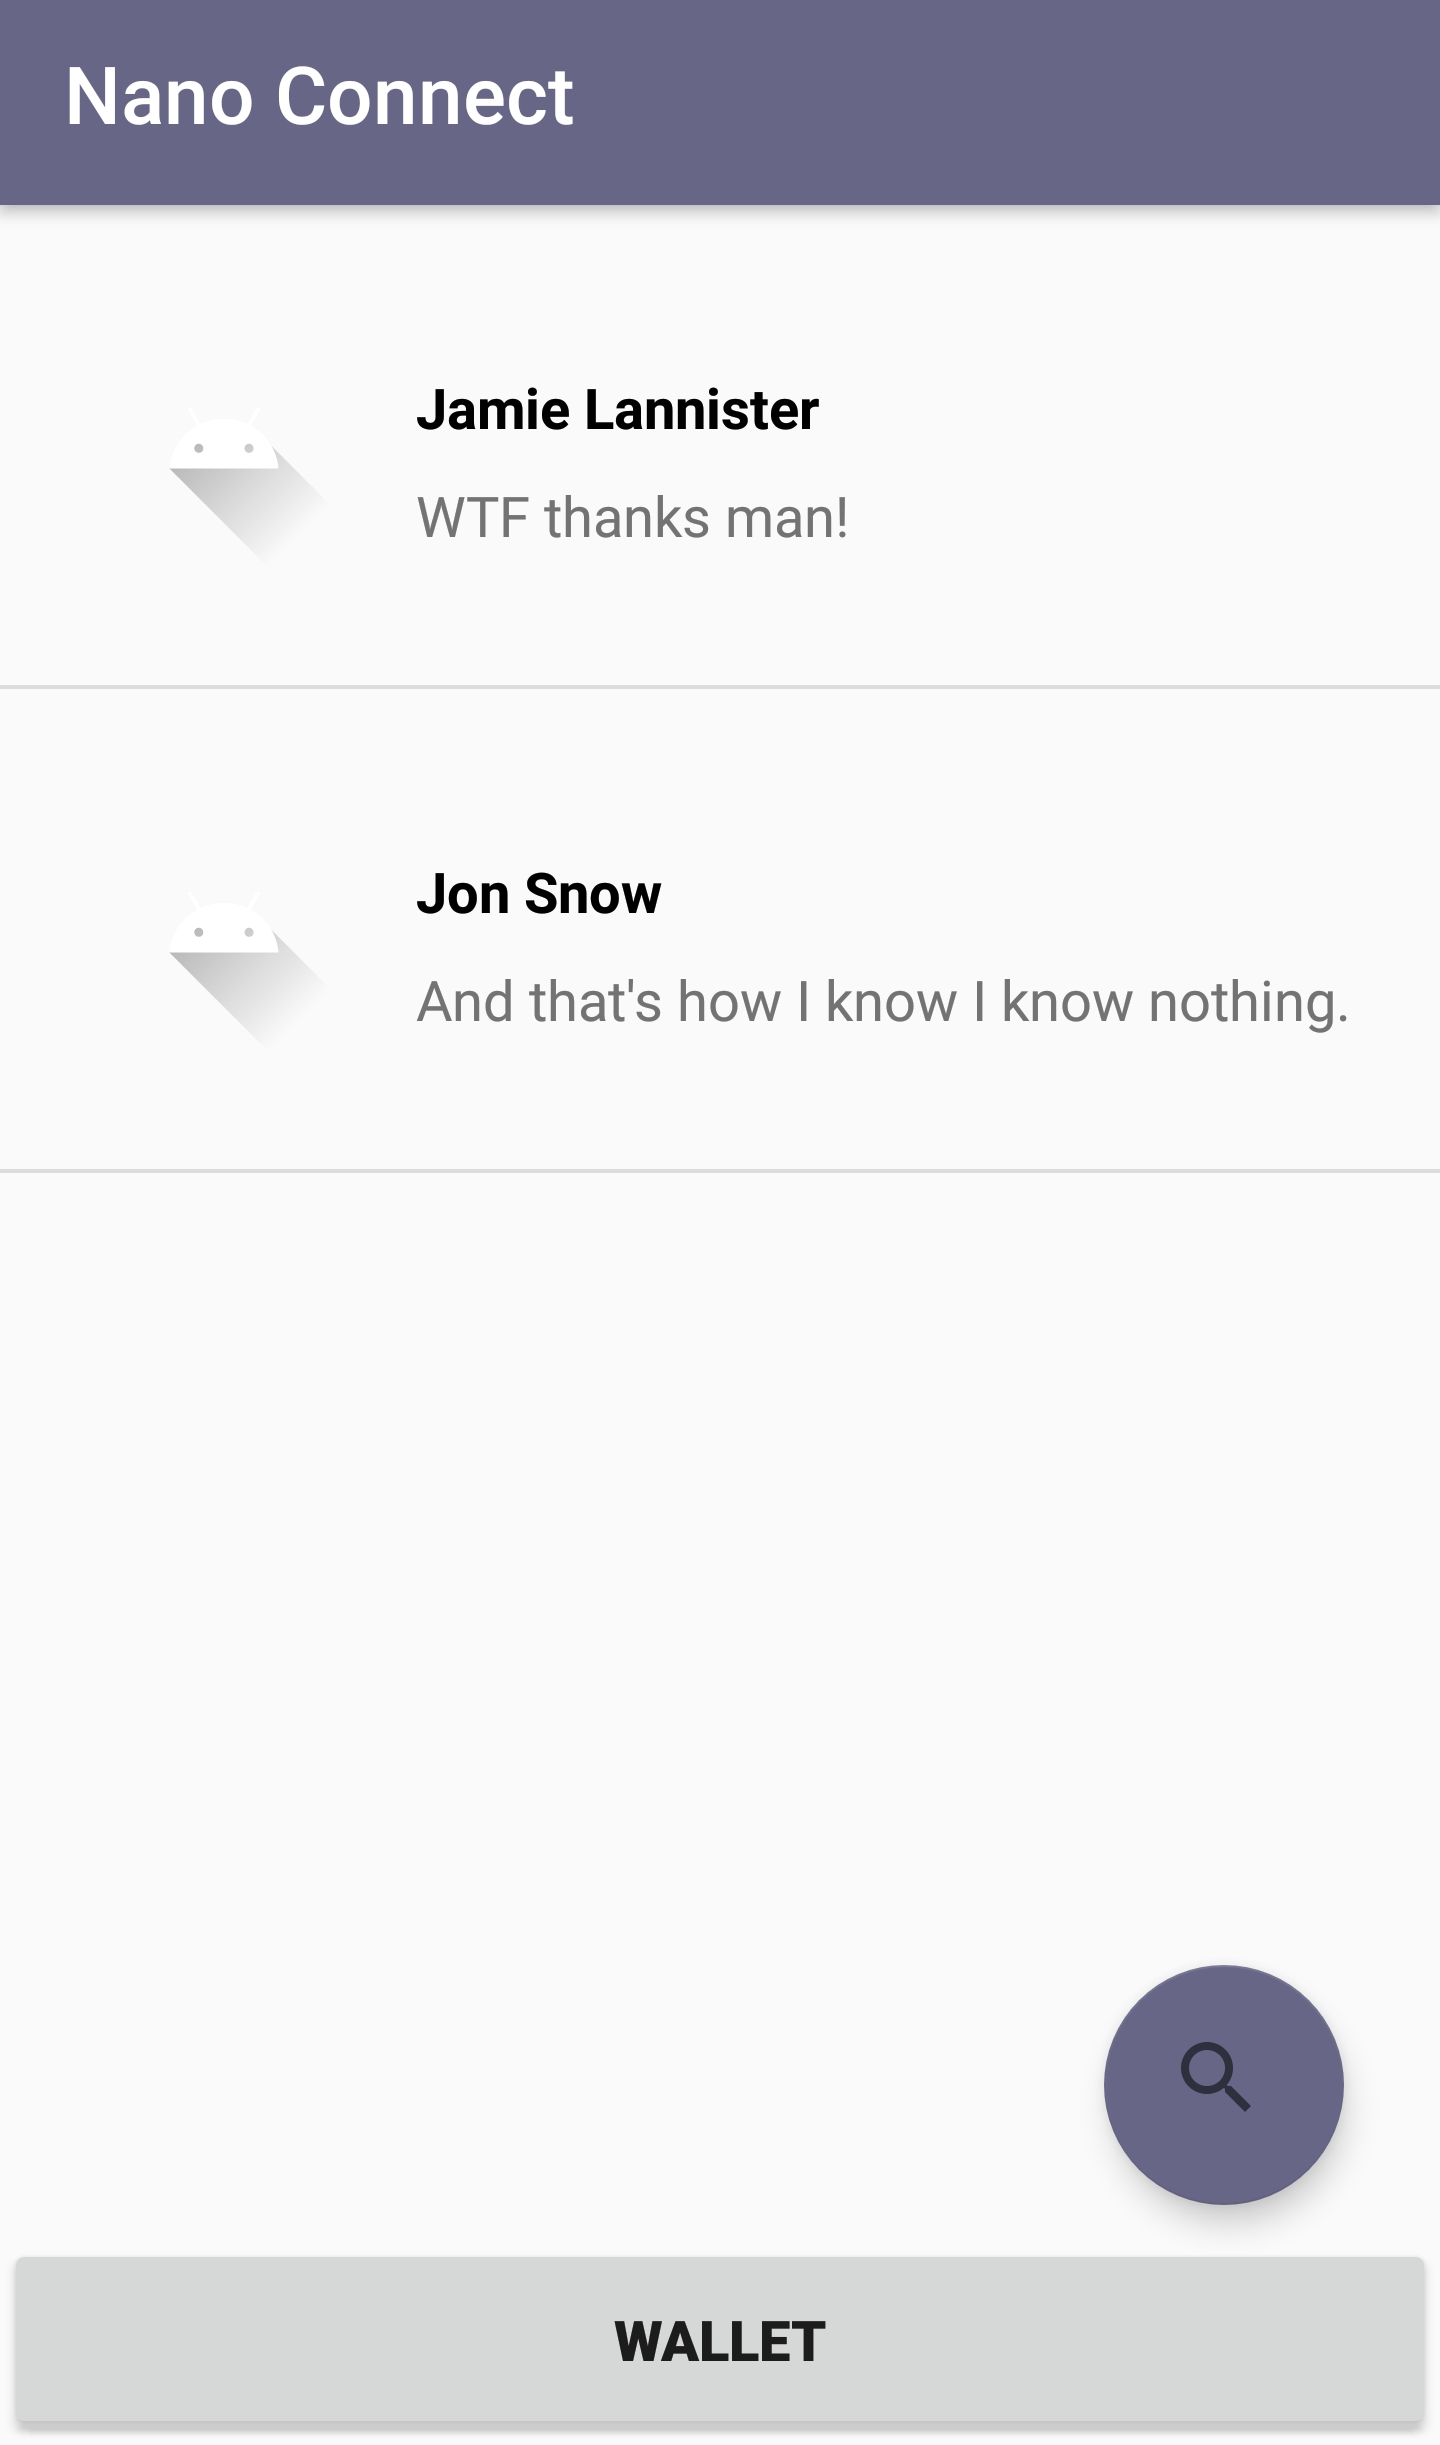 Nano Connect
Jamie Lannister
WTF thanks man!
Jon Snow
And that's how I know I know nothing.
WALLET